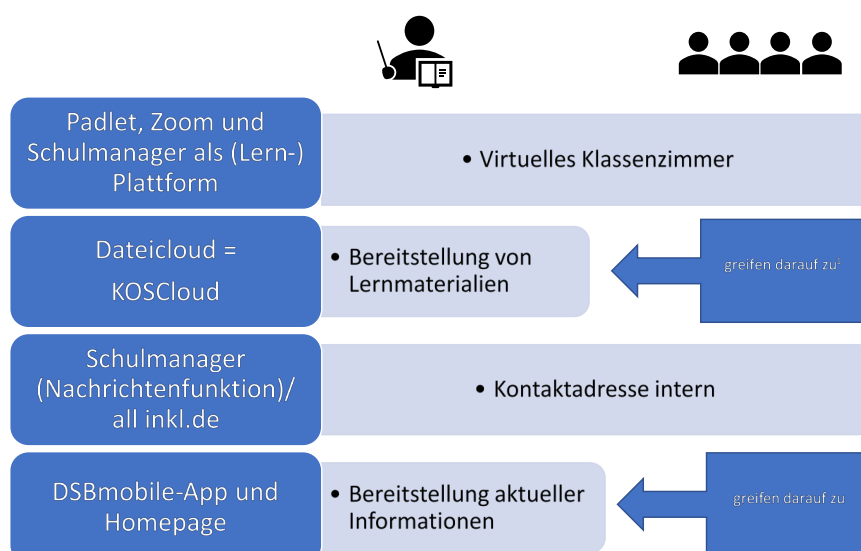 Padlet, Zoom und
Schulmanager als (Lern-)
Plattform
• Virtuelles Klassenzimmer
Dateicloud =
KOSCloud
• Bereitstellung von
Lernmaterialien
greifen darauf zu¹
Schulmanager
(Nachrichtenfunktion)/
all inkl.de
• Kontaktadresse intern
DSBmobile-App und
Homepage
• Bereitstellung aktueller
Informationen
greifen darauf zu